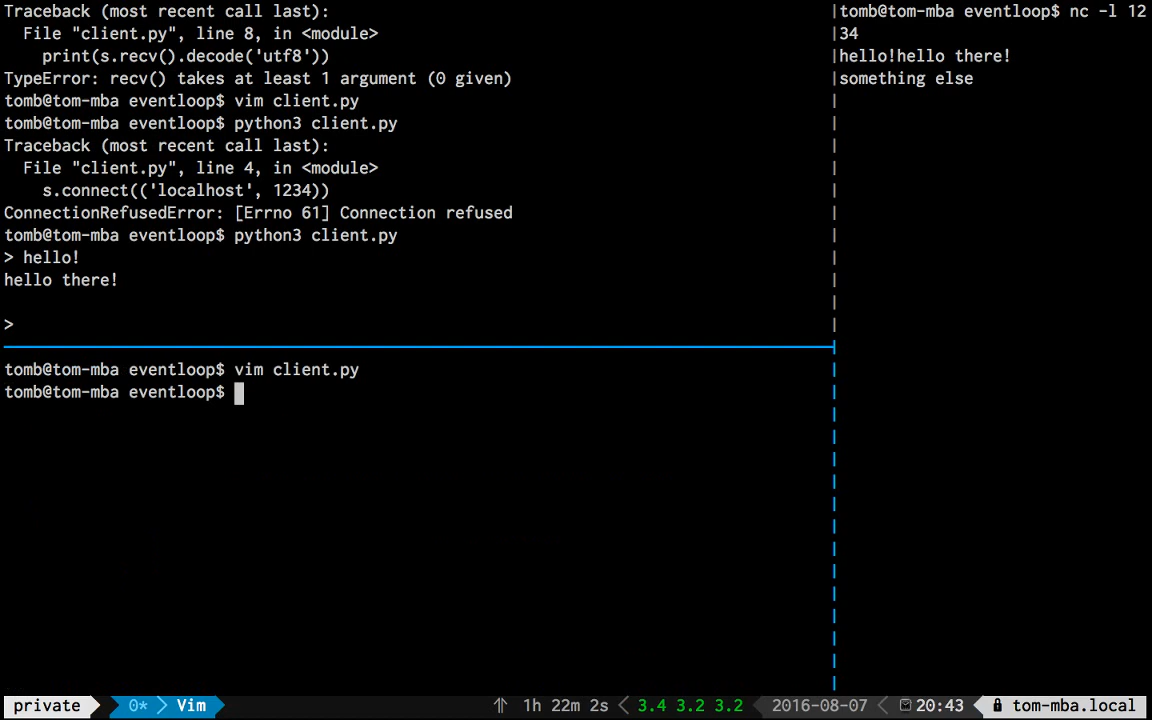 Traceback (most recent call last):
  File "client.py", line 8, in <module>
    print(s.recv().decode('utf8'))
TypeError: recv() takes at least 1 argument (0 given)
tomb@tom-mba eventloop$ vim client.py
tomb@tom-mba eventloop$ python3 client.py
Traceback (most recent call last):
  File "client.py", line 4, in <module>
    s.connect(('localhost', 1234))
ConnectionRefusedError: [Errno 61] Connection refused
tomb@tom-mba eventloop$ python3 client.py
> hello!
hello there!
>
tomb@tom-mba eventloop$ nc -l 12
34
hello!hello there!
something else
tomb@tom-mba eventloop$ vim client.py
tomb@tom-mba eventloop$
private 0* Vim 1h 22m 2s 3.4 3.2 3.2 2016-08-07 20:43 tom-mba.local